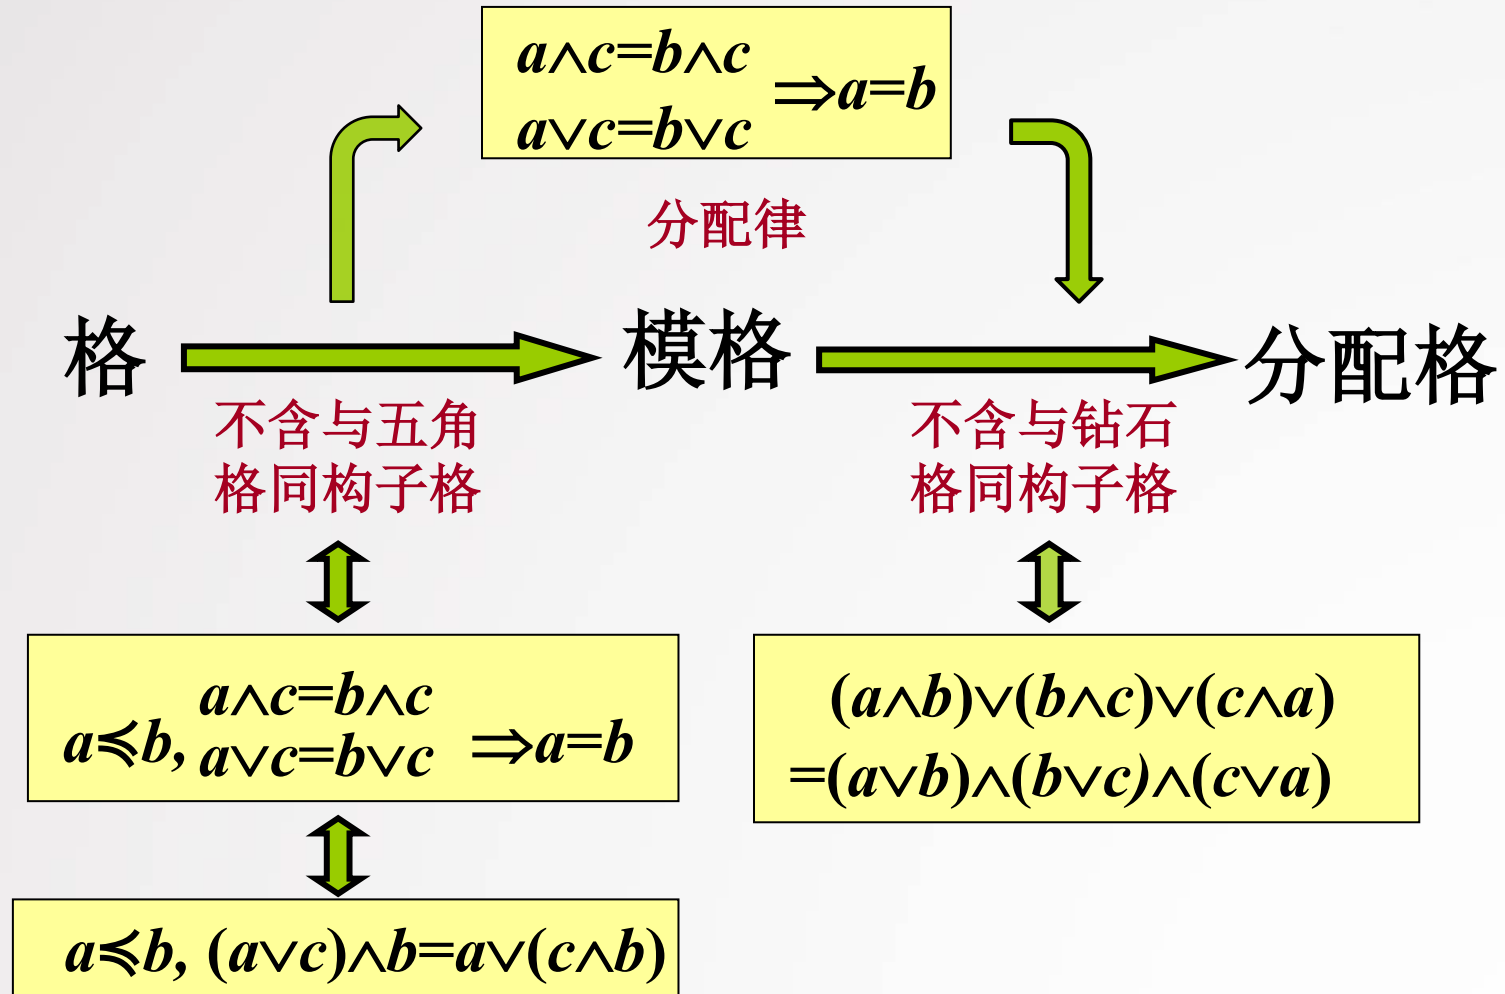 a∧c=b∧c
a∨c=b∨c
⇒a=b
分配律
格
模格
分配格
不含与五角
格同构子格
不含与钻石
格同构子格
a∧c=b∧c
a≼b, a∨c=b∨c ⇒a=b
(a∧b)∨(b∧c)∨(c∧a)
=(a∨b)∧(b∨c)∧(c∨a)
a≼b, (a∨c)∧b=a∨(c∧b)